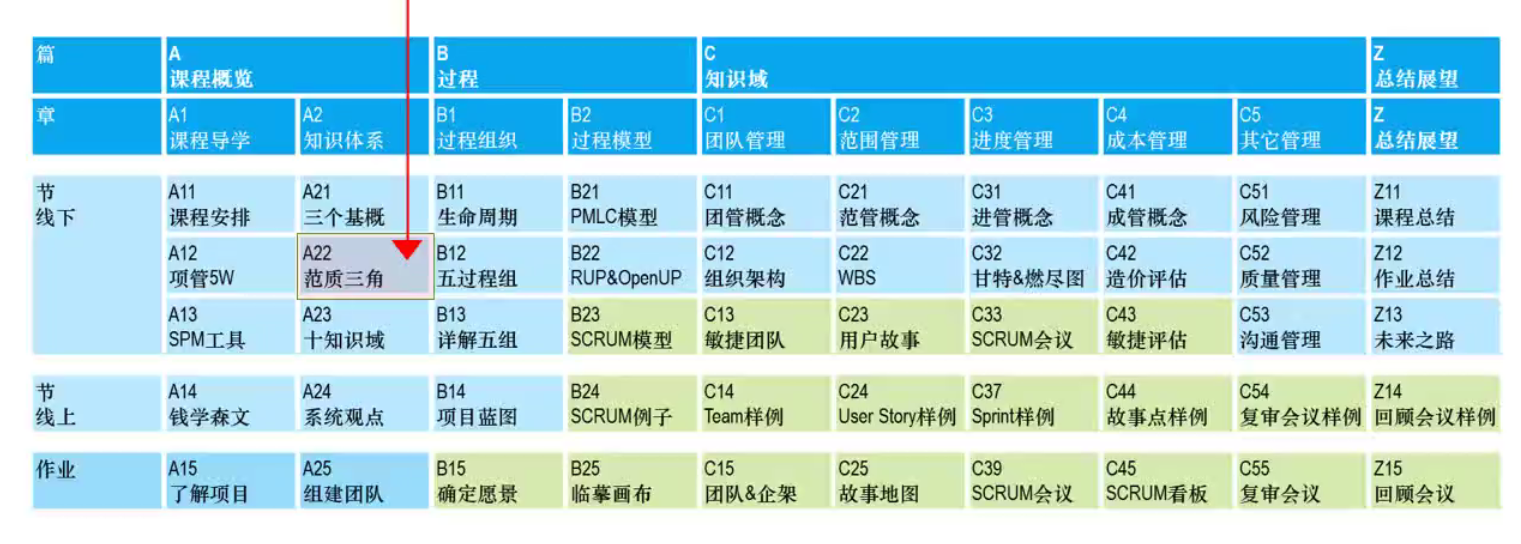 篇 A B C Z
课程概览 过程 知识域 总结展望
章 A1 A2 B1 B2 C1 C2 C3 C4 C5 Z
课程导学 知识体系 过程组织 过程模型 团队管理 范围管理 进度管理 成本管理 其它管理 总结展望
节 A11 A21 B11 B21 C11 C21 C31 C41 C51 Z11
线下 课程安排 三个基概 生命周期 PMLC模型 团管概念 范管概念 进管概念 成管概念 风险管理 课程总结
A12 A22 B12 B22 C12 C22 C32 C42 C52 Z12
项管5W 范质三角 五过程组 RUP&OpenUP 组织架构 WBS 甘特&燃尽图 造价评估 质量管理 作业总结
A13 A23 B13 B23 C13 C23 C33 C43 C53 Z13
SPM工具 十知识域 详解五组 SCRUM模型 敏捷团队 用户故事 SCRUM会议 敏捷评估 沟通管理 未来之路
节 A14 A24 B14 B24 C14 C24 C37 C44 C54 Z14
线上 钱学森文 系统观点 项目蓝图 SCRUM例子 Team样例 User Story样例 Sprint样例 故事点样例 复审会议样例 回顾会议样例
作业 A15 A25 B15 B25 C15 C25 C39 C45 C55 Z15
了解项目 组建团队 确定愿景 临摹画布 团队&企架 故事地图 SCRUM会议 SCRUM看板 复审会议 回顾会议